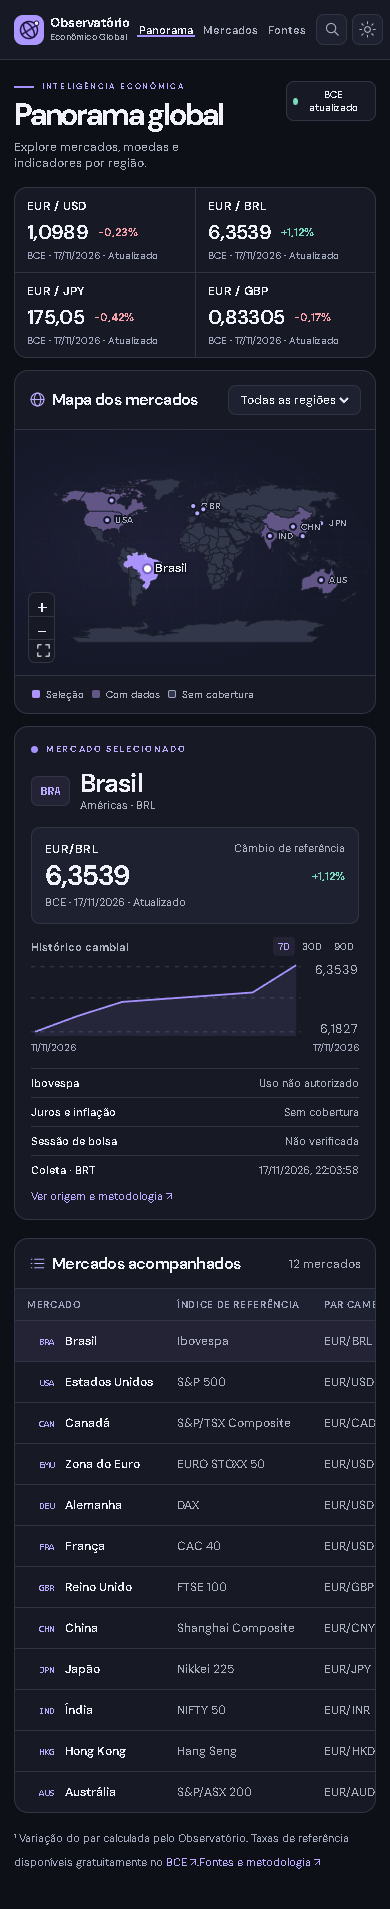 Observatório
Econômico Global
Panorama Mercados Fontes
INTELIGÊNCIA ECONÔMICA
Panorama global
BCE
atualizado
Explore mercados, moedas e
indicadores por região.
EUR / USD
1,0989 -0,23%
BCE · 17/11/2026 · Atualizado
EUR / BRL
6,3539 +1,12%
BCE · 17/11/2026 · Atualizado
EUR / JPY
175,05 -0,42%
BCE · 17/11/2026 · Atualizado
EUR / GBP
0,83305 -0,17%
BCE · 17/11/2026 · Atualizado
Mapa dos mercados
Todas as regiões
USA
GBR
CHN
JPN
IND
Brasil
AUS
+
−
Seleção Com dados Sem cobertura
MERCADO SELECIONADO
BRA Brasil
Américas · BRL
EUR/BRL Câmbio de referência
6,3539 +1,12%
BCE · 17/11/2026 · Atualizado
Histórico cambial 7D 30D 90D
6,3539
6,1827
11/11/2026 17/11/2026
Ibovespa Uso não autorizado
Juros e inflação Sem cobertura
Sessão de bolsa Não verificada
Coleta · BRT 17/11/2026, 22:03:58
Ver origem e metodologia ↗
Mercados acompanhados 12 mercados
MERCADO ÍNDICE DE REFERÊNCIA PAR CAMB
BRA Brasil Ibovespa EUR/BRL
USA Estados Unidos S&P 500 EUR/USD
CAN Canadá S&P/TSX Composite EUR/CAD
EMU Zona do Euro EURO STOXX 50 EUR/USD
DEU Alemanha DAX EUR/USD
FRA França CAC 40 EUR/USD
GBR Reino Unido FTSE 100 EUR/GBP
CHN China Shanghai Composite EUR/CNY
JPN Japão Nikkei 225 EUR/JPY
IND Índia NIFTY 50 EUR/INR
HKG Hong Kong Hang Seng EUR/HKD
AUS Austrália S&P/ASX 200 EUR/AUD
¹ Variação do par calculada pelo Observatório. Taxas de referência
disponíveis gratuitamente no BCE ↗.Fontes e metodologia ↗